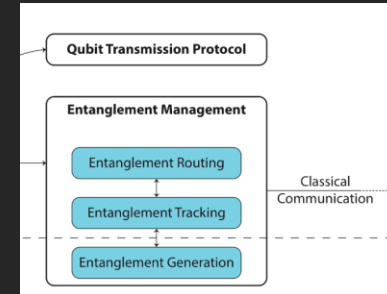 Qubit Transmission Protocol
Entanglement Management
Entanglement Routing
Entanglement Tracking
Entanglement Generation
Classical
Communication